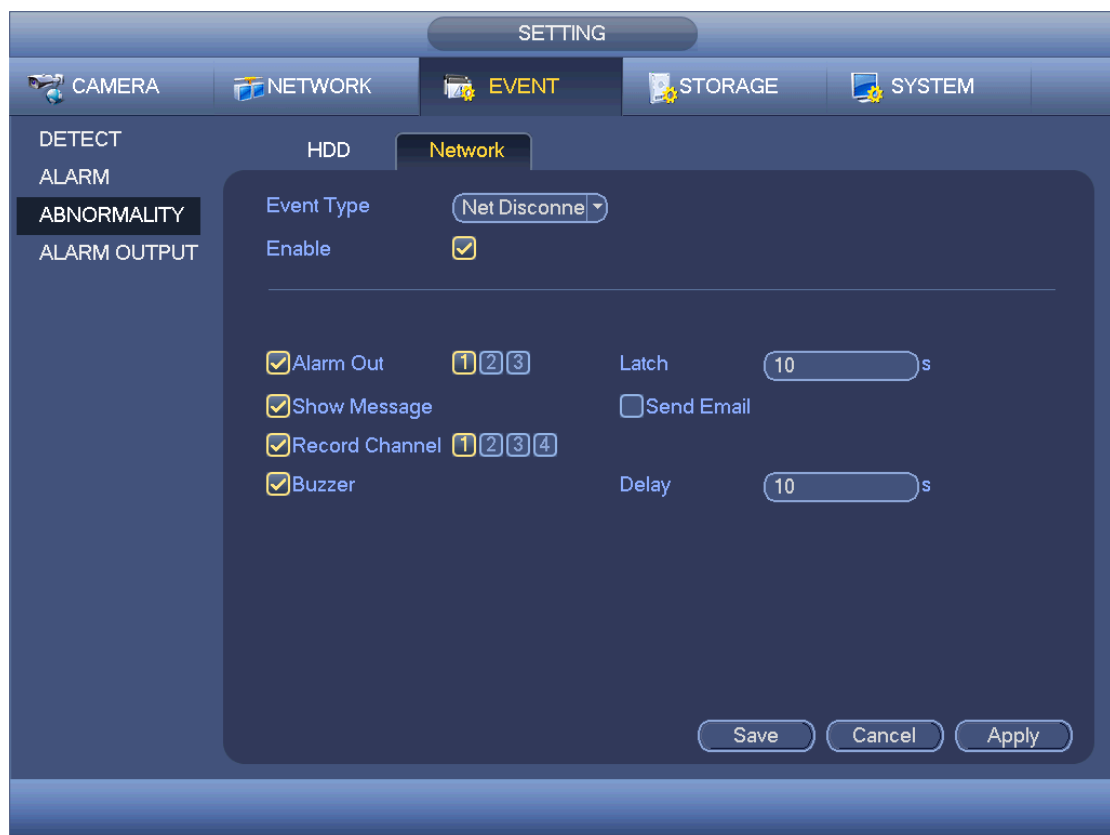 SETTING
CAMERA NETWORK EVENT STORAGE SYSTEM
DETECT
ALARM
ABNORMALITY
ALARM OUTPUT
HDD Network
Event Type Net Disconne
Enable
Alarm Out 1 2 3 Latch 10 s
Show Message Send Email
Record Channel 1 2 3 4
Buzzer Delay 10 s
Save Cancel Apply